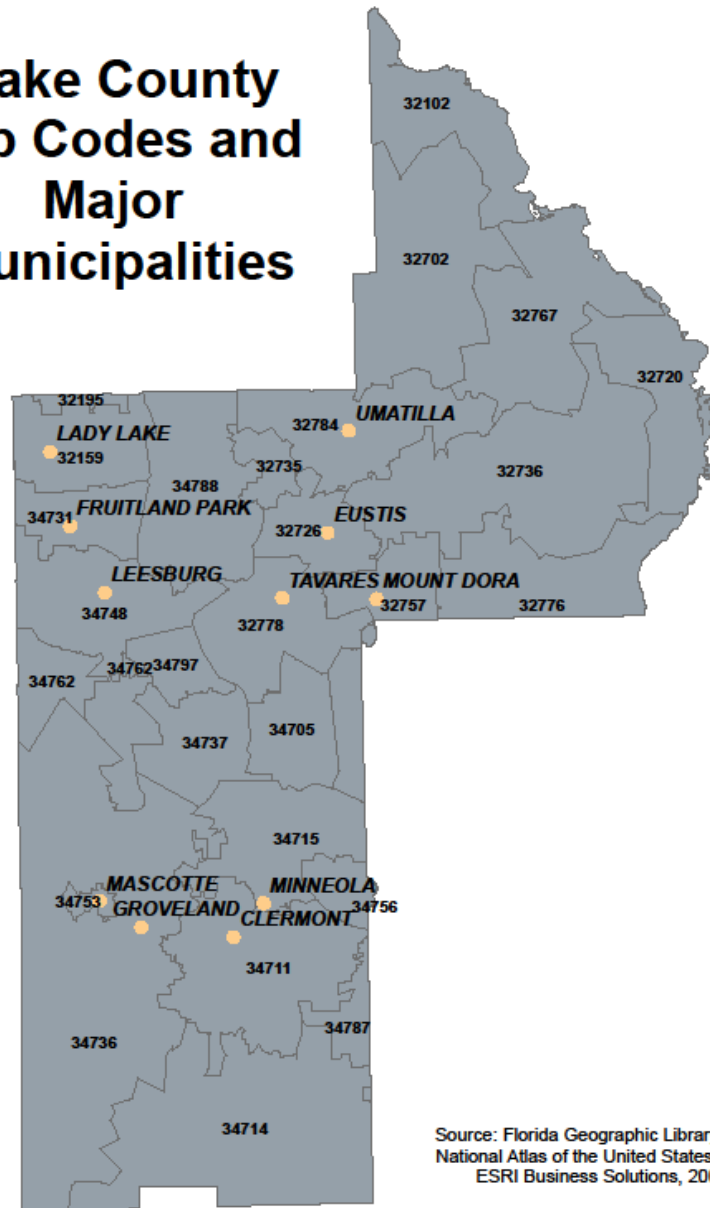 ake County
p Codes and
Major
unicipalities
32102
32702
32767
32720
32195
UMATILLA
32784
LADY LAKE
32159
32735
32736
34788
34731
FRUITLAND PARK
32726
EUSTIS
LEESBURG
TAVARES
MOUNT DORA
34748
32757
32776
32778
34762
34762
34797
34705
34737
34715
MASCOTTE
MINNEOLA
34753
GROVELAND
34756
CLERMONT
34711
34787
34736
34714
Source: Florida Geographic Librar
National Atlas of the United States
ESRI Business Solutions, 200